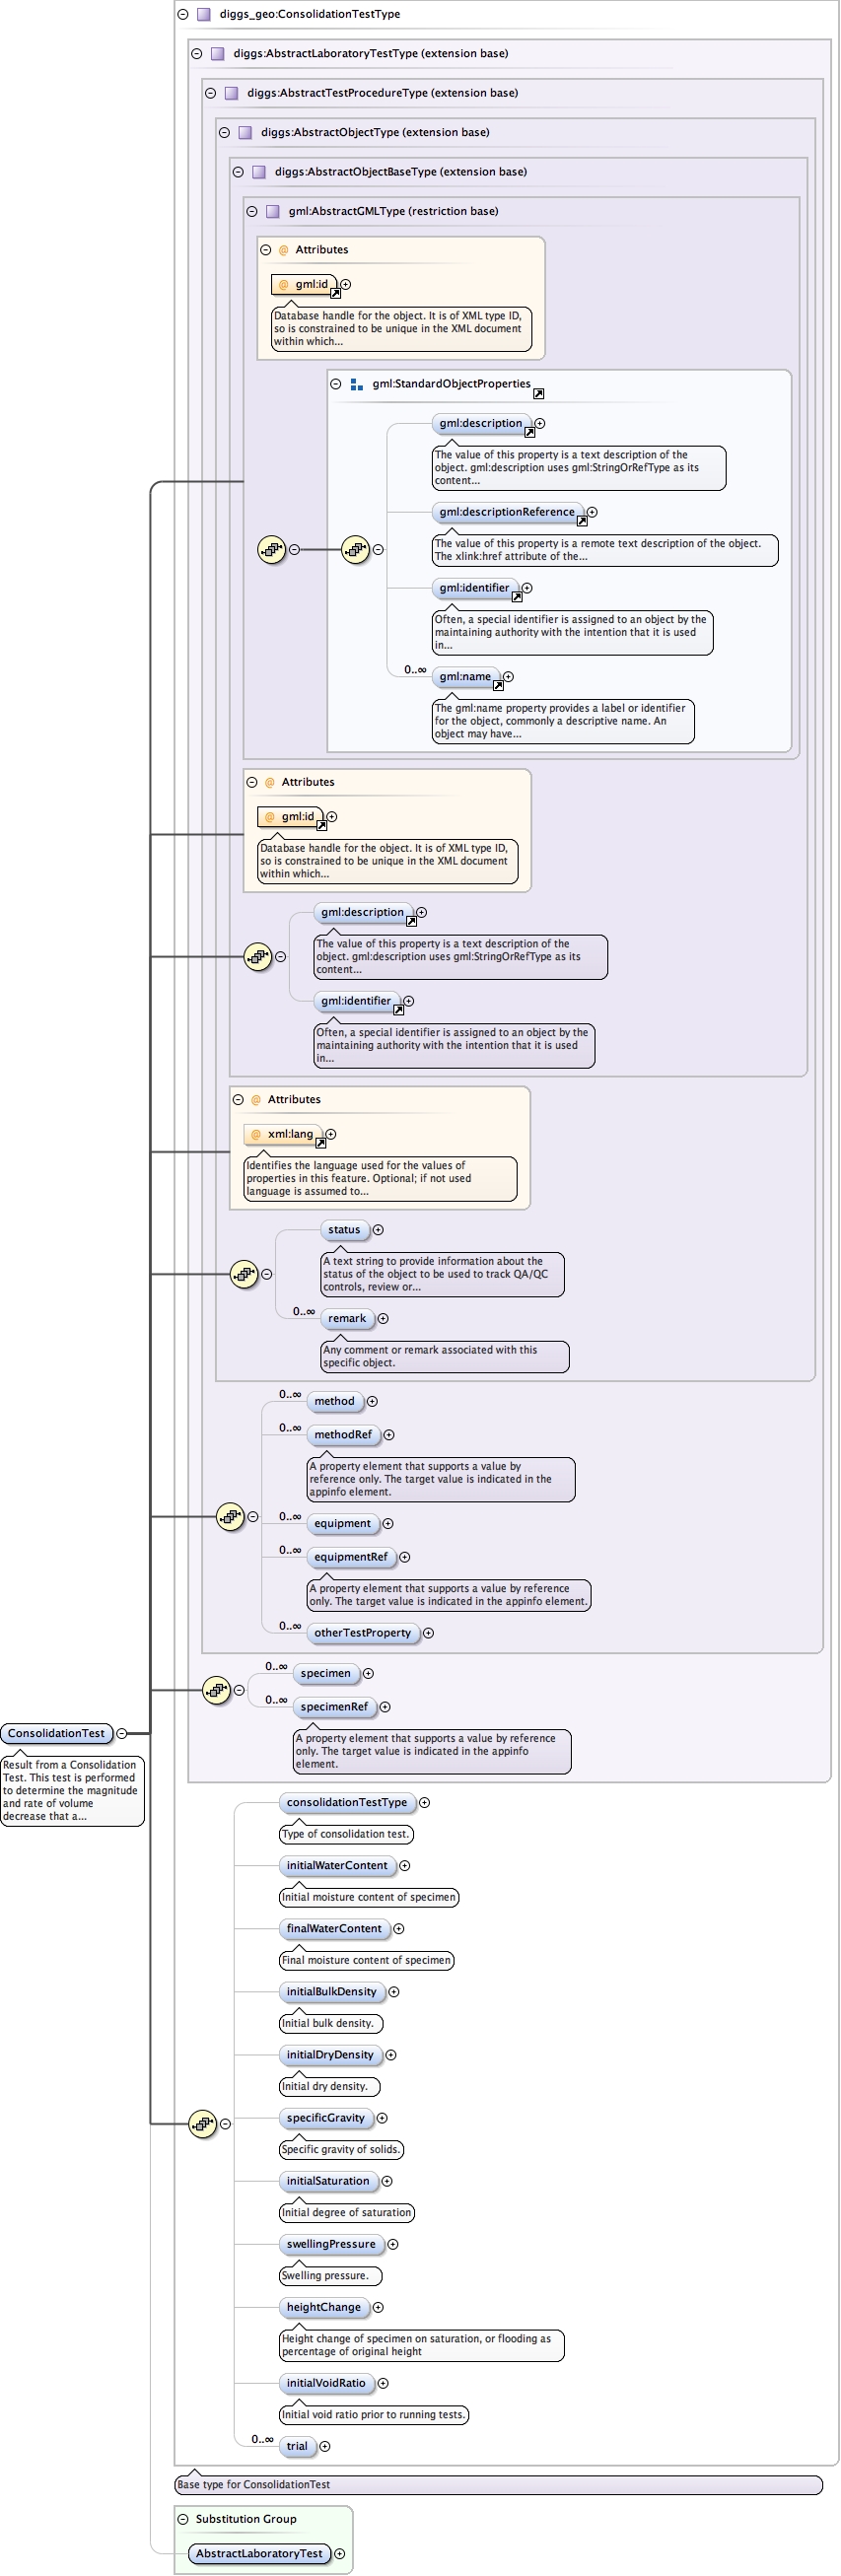 diggs_geo:ConsolidationTestType
diggs:AbstractLaboratoryTestType (extension base)
diggs:AbstractTestProcedureType (extension base)
diggs:AbstractObjectType (extension base)
diggs:AbstractObjectBaseType (extension base)
gml:AbstractGMLType (restriction base)
@ Attributes
@ gml:id
Database handle for the object. It is of XML type ID,
so is constrained to be unique in the XML document
within which...
gml:StandardObjectProperties
gml:description
The value of this property is a text description of the
object. gml:description uses gml:StringOrRefType as its
content...
gml:descriptionReference
The value of this property is a remote text description of the object.
The xlink:href attribute of the...
gml:identifier
Often, a special identifier is assigned to an object by the
maintaining authority with the intention that it is used
in...
0..∞
gml:name
The gml:name property provides a label or identifier
for the object, commonly a descriptive name. An
object may have...
@ Attributes
@ gml:id
Database handle for the object. It is of XML type ID,
so is constrained to be unique in the XML document
within which...
gml:description
The value of this property is a text description of the
object. gml:description uses gml:StringOrRefType as its
content...
gml:identifier
Often, a special identifier is assigned to an object by the
maintaining authority with the intention that it is used
in...
@ Attributes
@ xml:lang
Identifies the language used for the values of
properties in this feature. Optional; if not used
language is assumed to...
status
A text string to provide information about the
status of the object to be used to track QA/QC
controls, review or...
0..∞
remark
Any comment or remark associated with this
specific object.
0..∞
method
0..∞
methodRef
A property element that supports a value by
reference only. The target value is indicated in the
appinfo element.
0..∞
equipment
0..∞
equipmentRef
A property element that supports a value by reference
only. The target value is indicated in the appinfo element.
0..∞
otherTestProperty
0..∞
specimen
0..∞
specimenRef
A property element that supports a value by reference
only. The target value is indicated in the appinfo
element.
ConsolidationTest
Result from a Consolidation
Test. This test is performed
to determine the magnitude
and rate of volume
decrease that a...
consolidationTestType
Type of consolidation test.
initialWaterContent
Initial moisture content of specimen
finalWaterContent
Final moisture content of specimen
initialBulkDensity
Initial bulk density.
initialDryDensity
Initial dry density.
specificGravity
Specific gravity of solids.
initialSaturation
Initial degree of saturation
swellingPressure
Swelling pressure.
heightChange
Height change of specimen on saturation, or flooding as
percentage of original height
initialVoidRatio
Initial void ratio prior to running tests.
0..∞
trial
Base type for ConsolidationTest
Substitution Group
AbstractLaboratoryTest